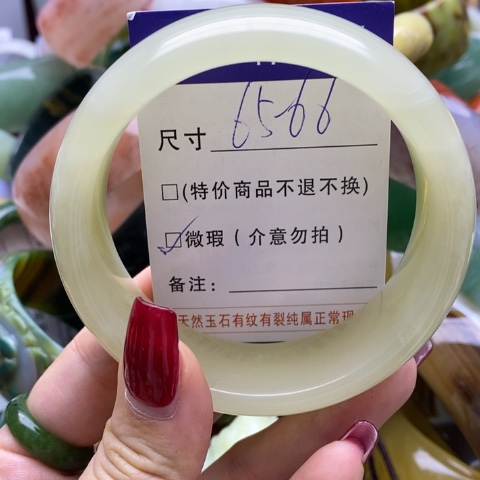 尺寸 6566
□(特价商品不退不换)
☑微瑕(介意勿拍)
备注:
天然玉石有纹有裂纯属正常现